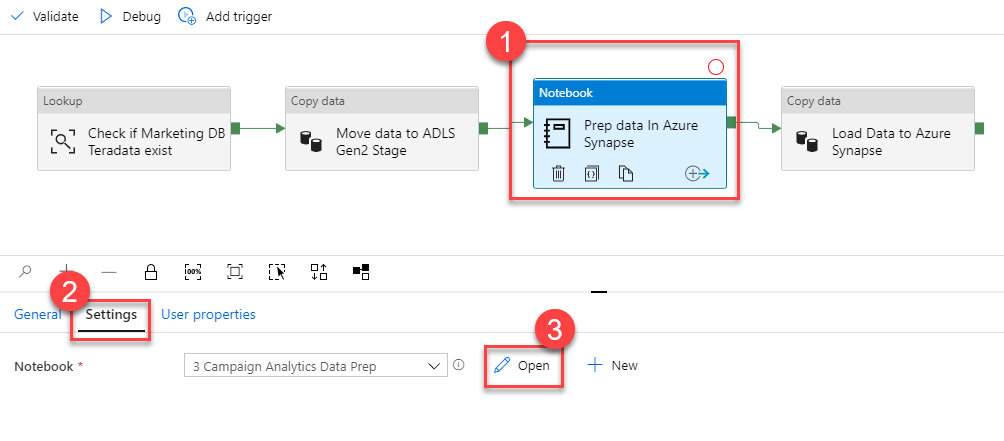 Validate Debug Add trigger
1
Lookup
Check if Marketing DB
Teradata exist
Copy data
Move data to ADLS
Gen2 Stage
Notebook
Prep data In Azure
Synapse
{}
Copy data
Load Data to Azure
Synapse
100%
2
General Settings User properties
3
Notebook * 3 Campaign Analytics Data Prep Open New